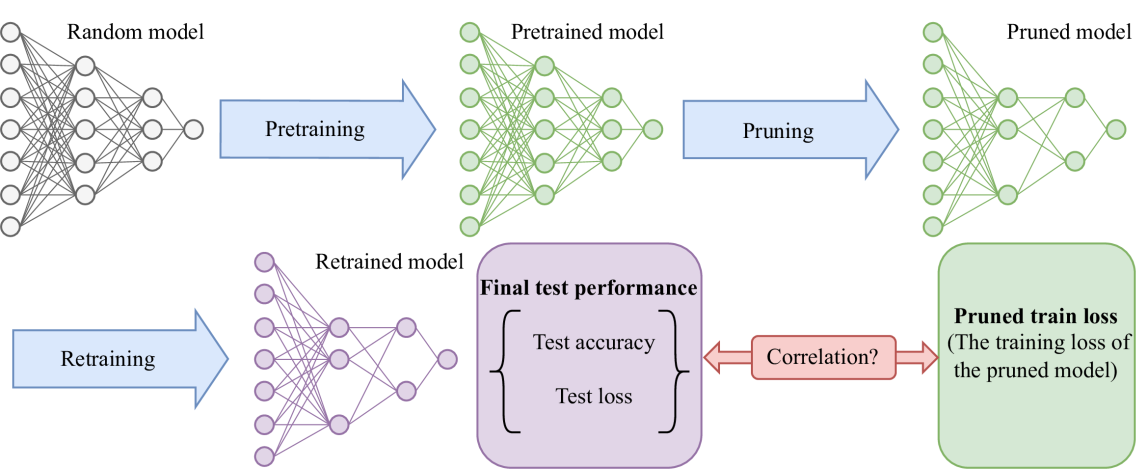 Random model
Pretrained model
Pruned model
Pretraining
Pruning
Retrained model
Final test performance
Pruned train loss
Test accuracy
(The training loss of
Retraining
Correlation?
the pruned model)
Test loss